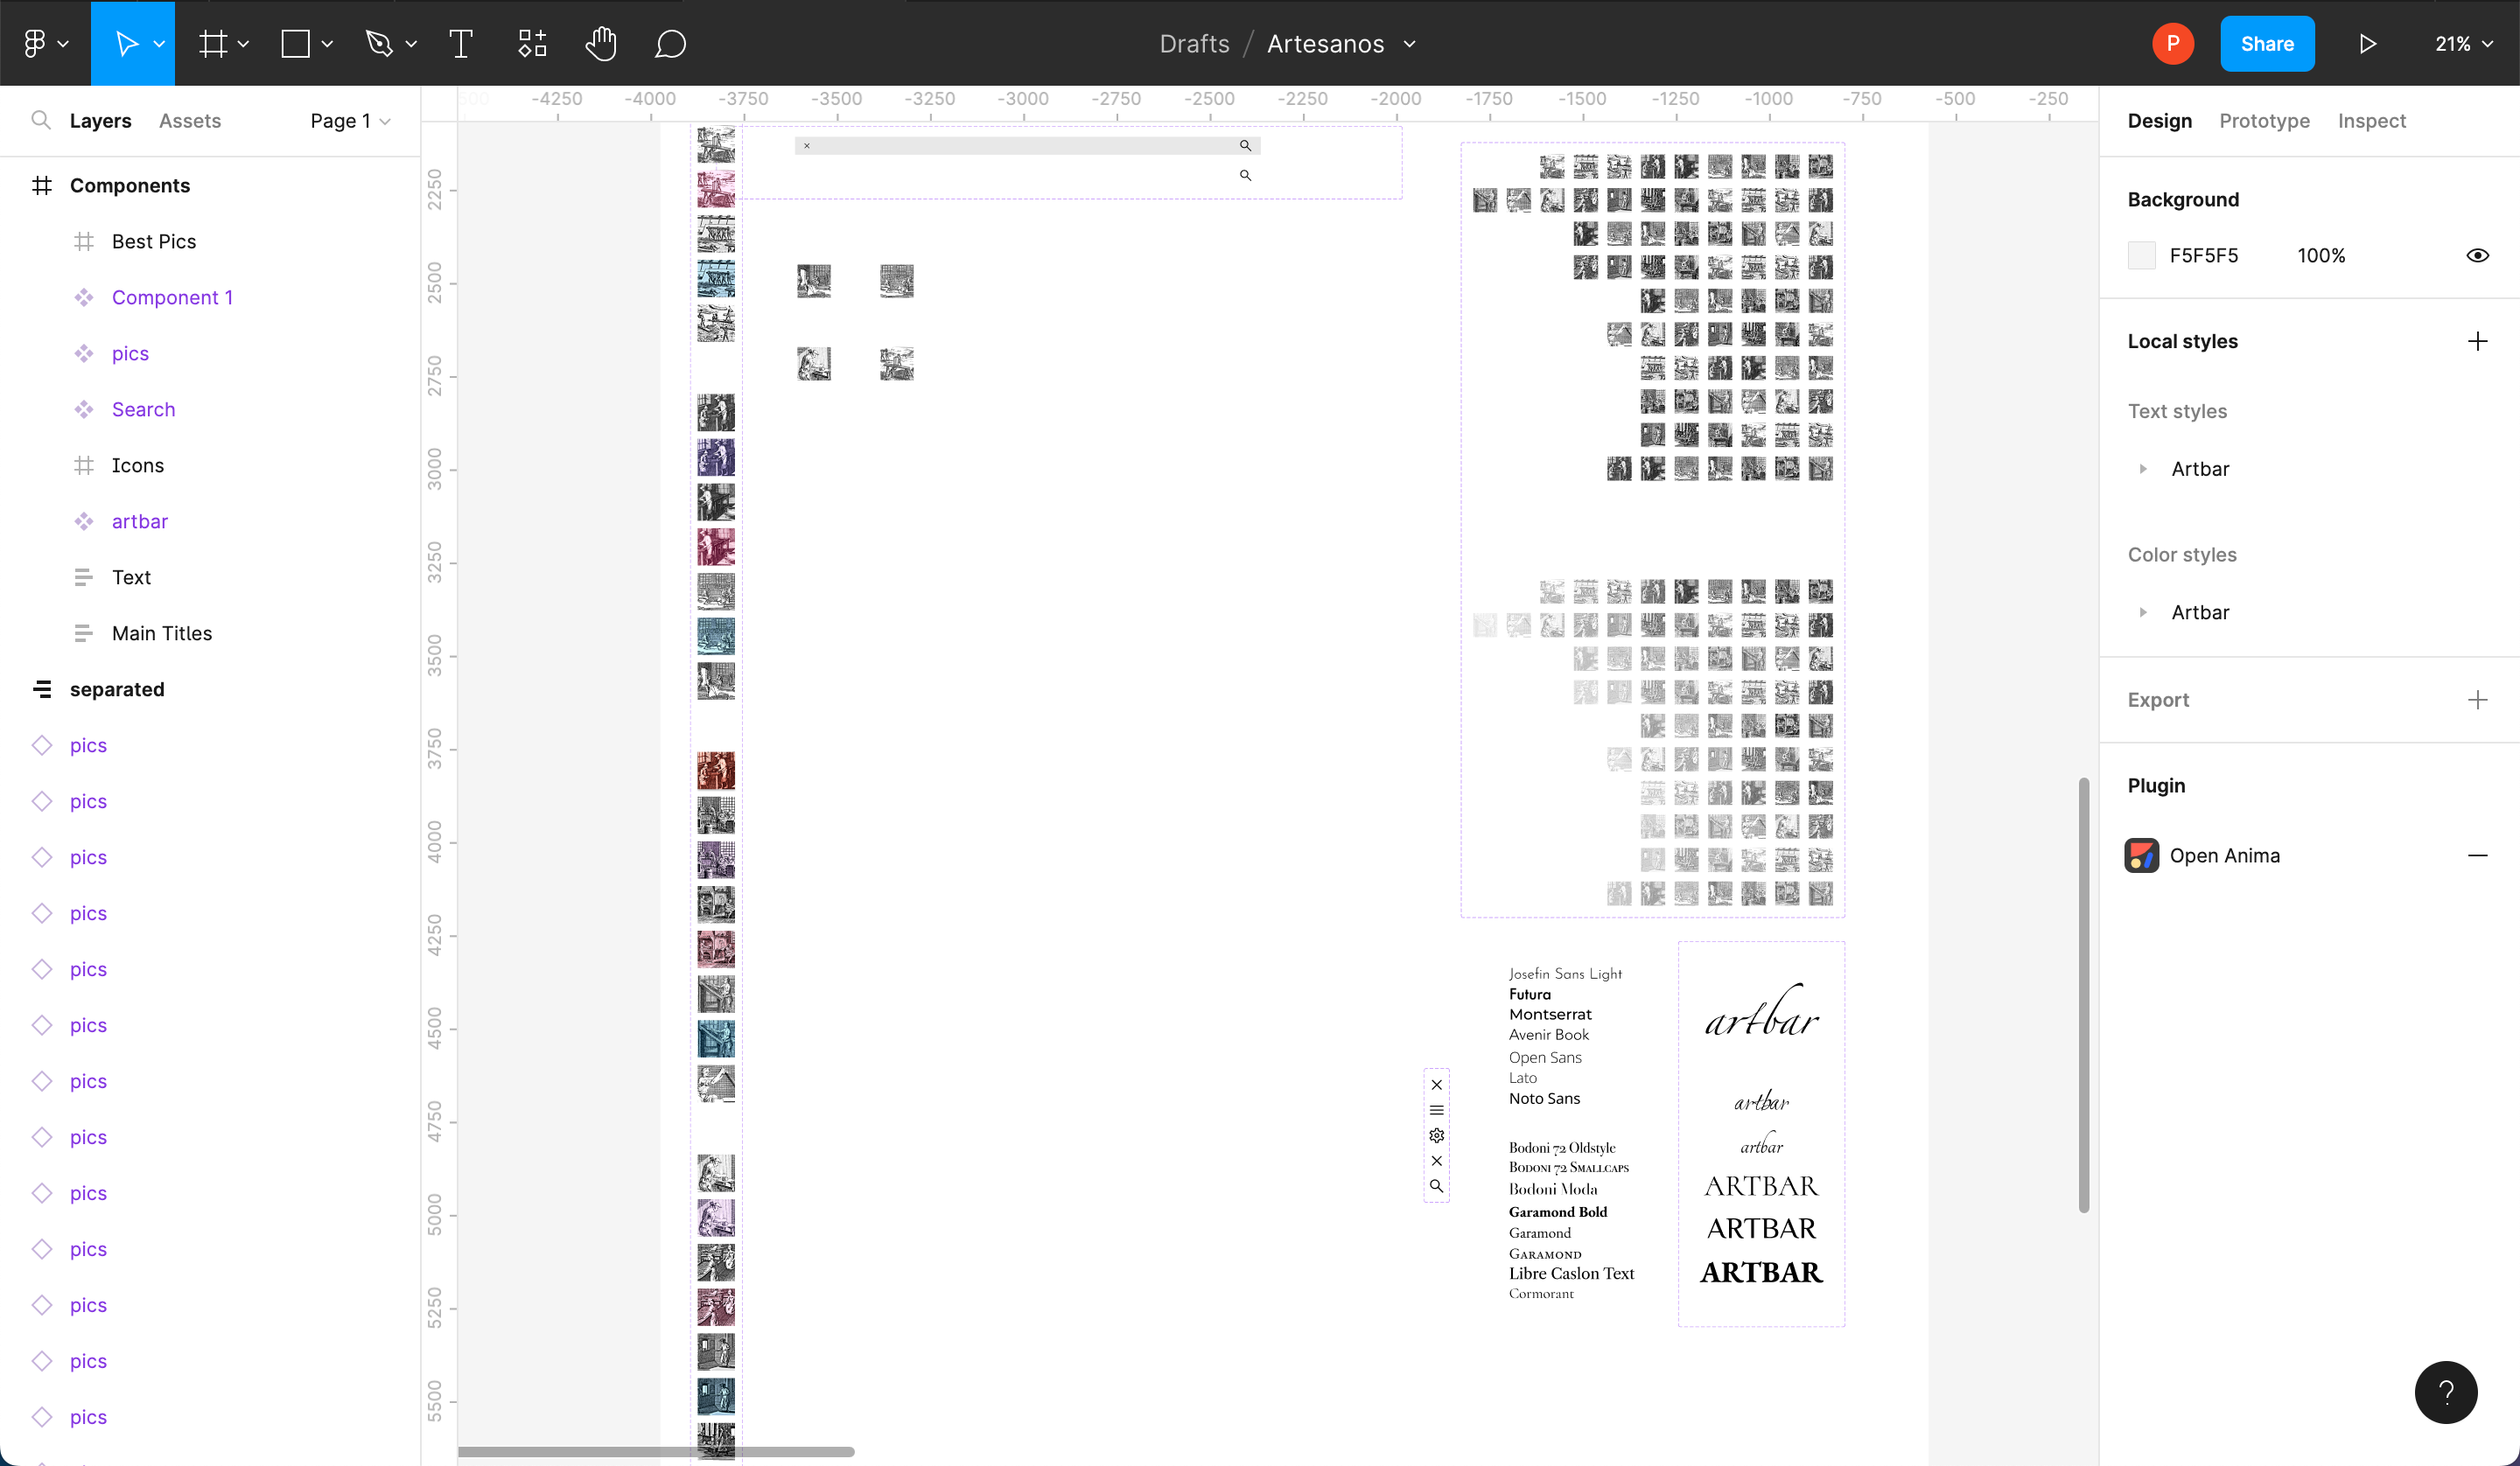 Drafts / Artesanos
P
Share
21%
Layers
Assets
Page 1
Components
Best Pics
Component 1
pics
Search
Icons
artbar
Text
Main Titles
separated
pics
pics
pics
pics
pics
pics
pics
pics
pics
pics
pics
pics
pics
-4250 -4000 -3750 -3500 -3250 -3000 -2750 -2500 -2250 -2000 -1750 -1500 -1250 -1000 -750 -500 -250
2250
2500
2750
3000
3250
3500
3750
4000
4250
4500
4750
5000
5250
5500
Josefin Sans Light
Futura
Montserrat
Avenir Book
Open Sans
Lato
Noto Sans
Bodoni 72 Oldstyle
Bodoni 72 Smallcaps
Bodoni Moda
Garamond Bold
Garamond
Garamond
Libre Caslon Text
Cormorant
artbar
artbar
artbar
ARTBAR
ARTBAR
ARTBAR
Design
Prototype
Inspect
Background
F5F5F5
100%
Local styles
Text styles
Artbar
Color styles
Artbar
Export
Plugin
Open Anima
?